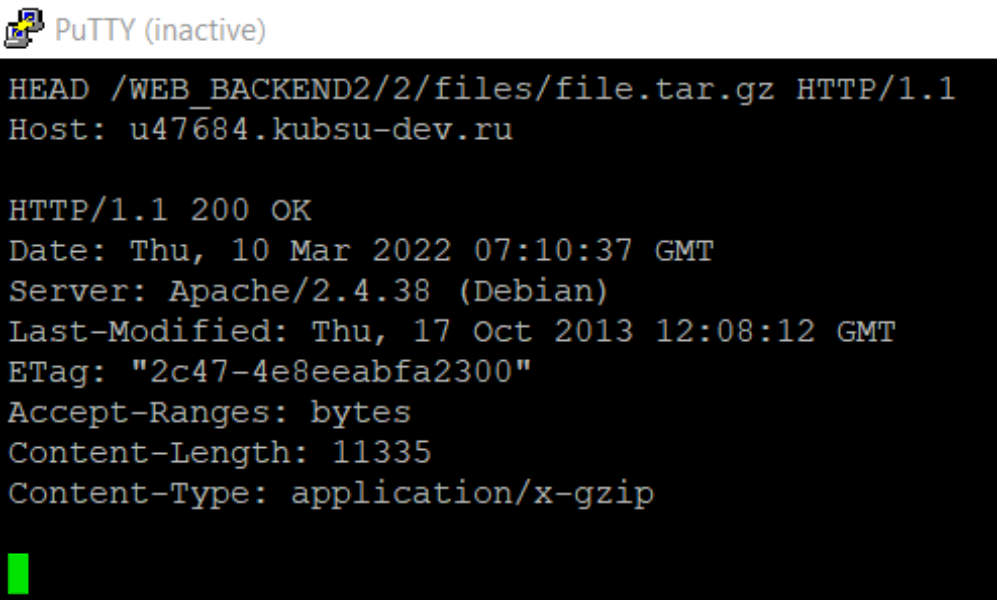 PuTTY (inactive)
HEAD /WEB_BACKEND2/2/files/file.tar.gz HTTP/1.1
Host: u47684.kubsu-dev.ru
HTTP/1.1 200 OK
Date: Thu, 10 Mar 2022 07:10:37 GMT
Server: Apache/2.4.38 (Debian)
Last-Modified: Thu, 17 Oct 2013 12:08:12 GMT
ETag: "2c47-4e8eeabfa2300"
Accept-Ranges: bytes
Content-Length: 11335
Content-Type: application/x-gzip